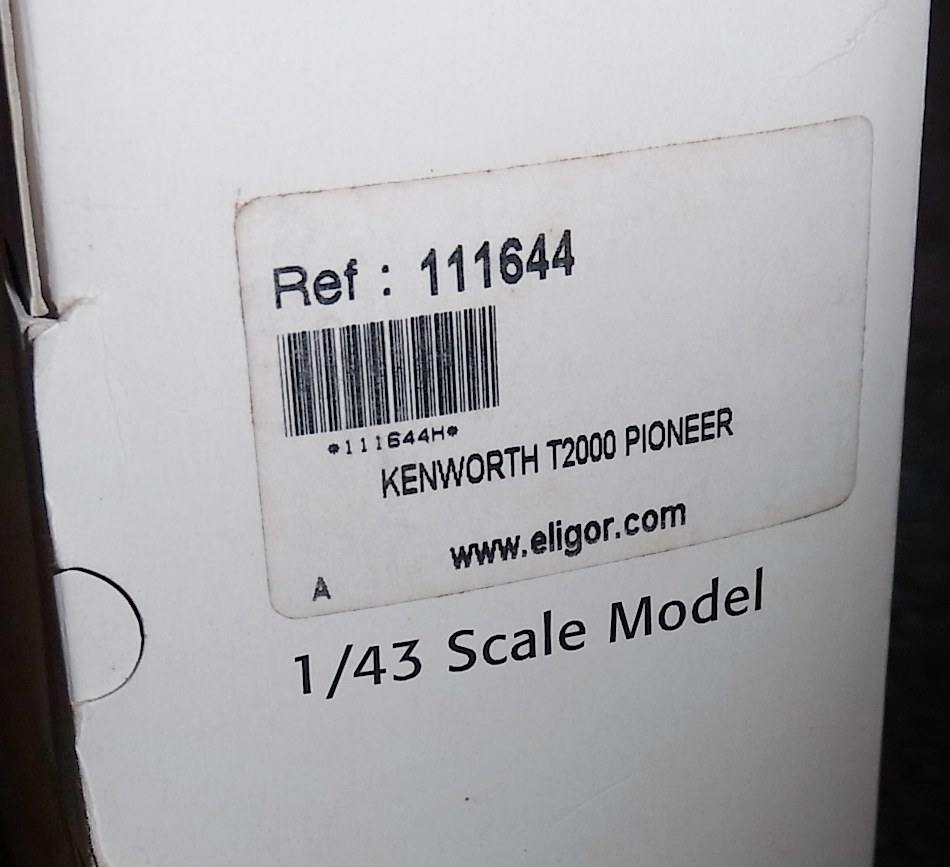 Ref : 111644
*111644H*
KENWORTH T2000 PIONEER
www.eligor.com
A
1/43 Scale Model